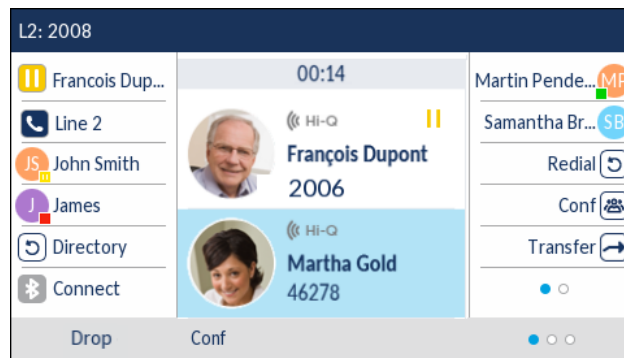 L2: 2008
Francois Dup...
Line 2
JS John Smith
J James
Directory
Connect
00:14
Hi-Q
François Dupont
2006
Hi-Q
Martha Gold
46278
Martin Pende... MP
Samantha Br... SB
Redial
Conf
Transfer
Drop
Conf